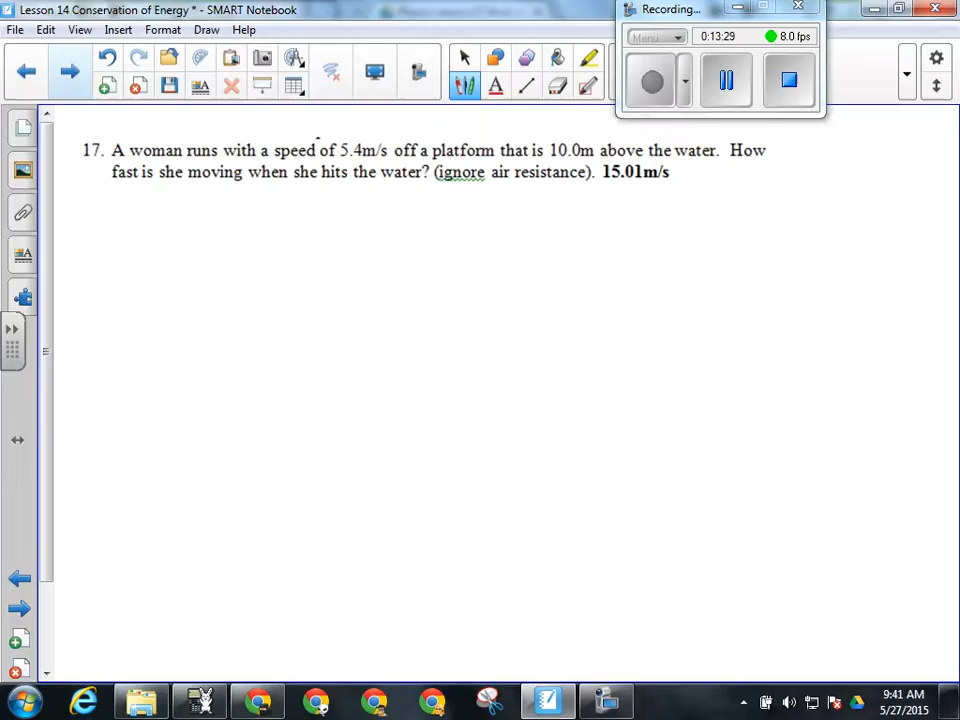 Lesson 14 Conservation of Energy * - SMART Notebook
Recording...
File Edit View Insert Format Draw Help
Menu
0:13:29
8.0 fps
17. A woman runs with a speed of 5.4m/s off a platform that is 10.0m above the water. How
fast is she moving when she hits the water? (ignore air resistance). 15.01m/s
9:41 AM
5/27/2015